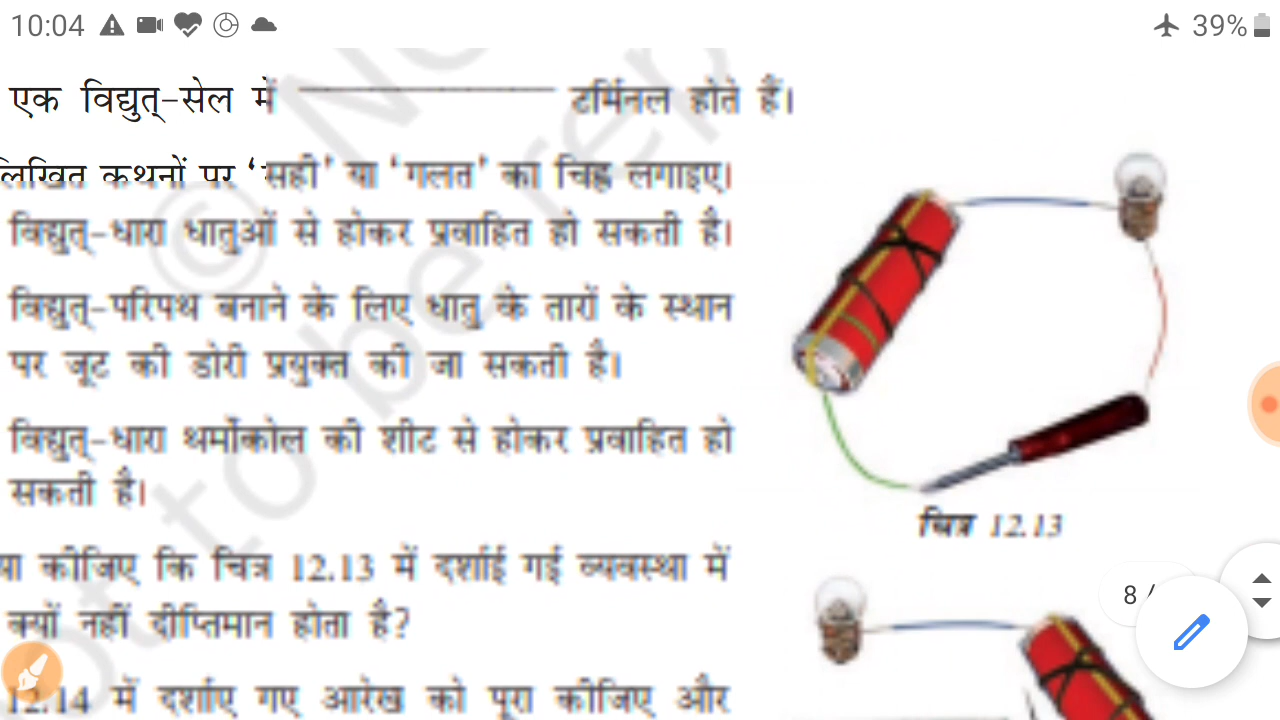 10:04 39%
एक विद्युत्-सेल में ____________ टर्मिनल होते हैं।
लिखित कथनों पर ‘सही’ या ‘गलत’ का चिह्न लगाइए।
विद्युत्-धारा धातुओं से होकर प्रवाहित हो सकती है।
विद्युत्-परिपथ बनाने के लिए धातु के तारों के स्थान
पर जूट की डोरी प्रयुक्त की जा सकती है।
विद्युत्-धारा थर्मोकोल की शीट से होकर प्रवाहित हो
सकती है।
चित्र 12.13
या कीजिए कि चित्र 12.13 में दर्शाई गई व्यवस्था में
क्यों नहीं दीप्तिमान होता है?
8 /
12.14 में दर्शाए गए आरेख को पूरा कीजिए और